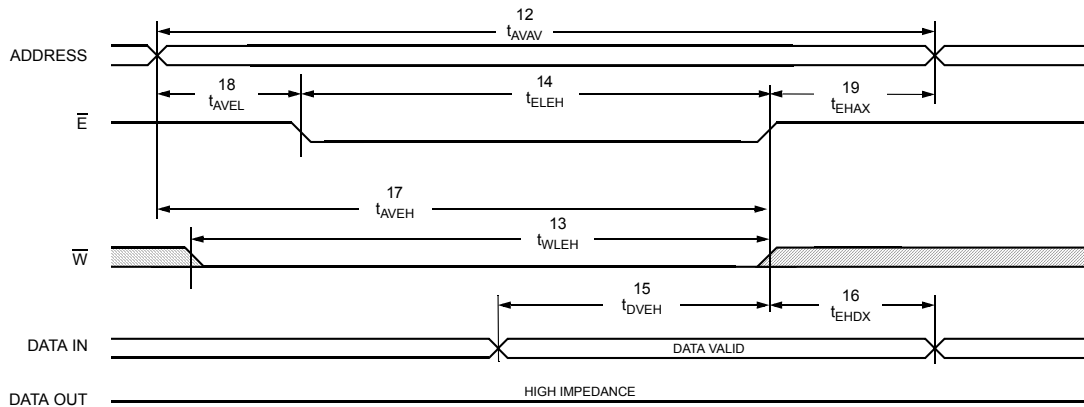 12
tAVAV
ADDRESS
18
tAVEL
14
tELEH
19
tEHAX
E
17
tAVEH
13
tWLEH
W
15
tDVEH
16
tEHDX
DATA IN
DATA VALID
DATA OUT
HIGH IMPEDANCE